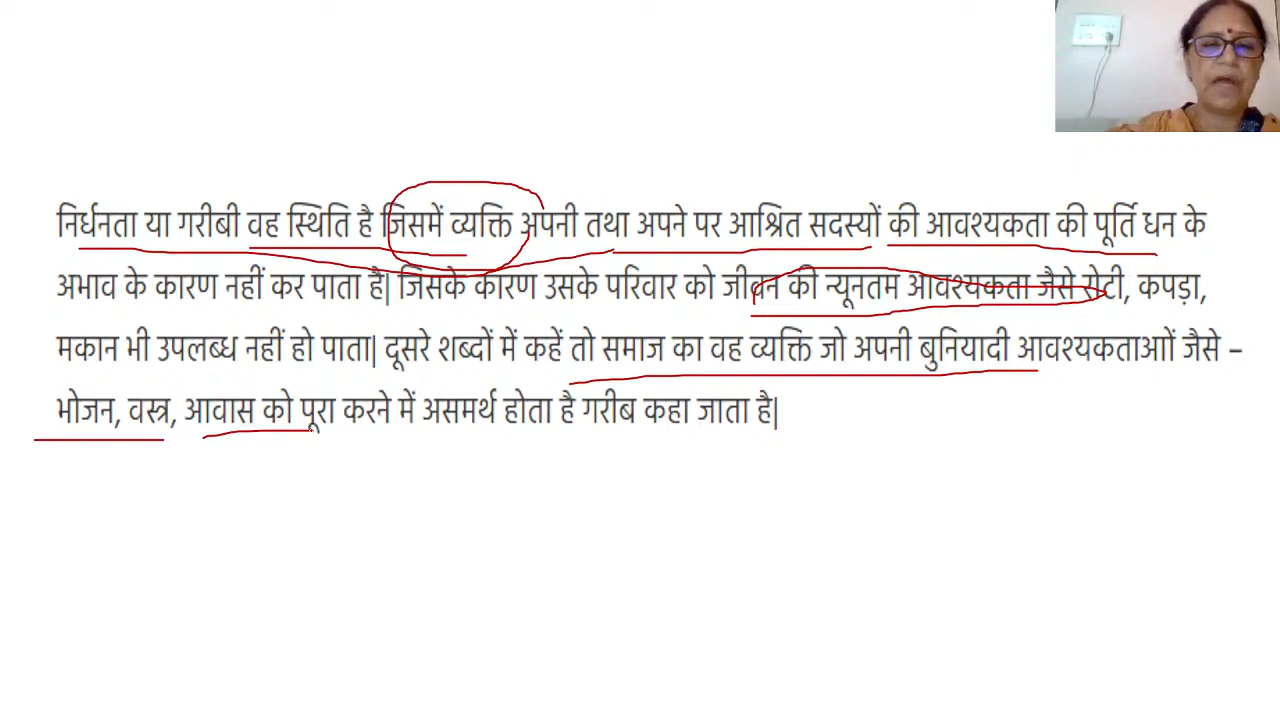 निर्धनता या गरीबी वह स्थिति है जिसमें व्यक्ति अपनी तथा अपने पर आश्रित सदस्यों की आवश्यकता की पूर्ति धन के
अभाव के कारण नहीं कर पाता है| जिसके कारण उसके परिवार को जीवन की न्यूनतम आवश्यकता जैसे रोटी, कपड़ा,
मकान भी उपलब्ध नहीं हो पाता| दूसरे शब्दों में कहें तो समाज का वह व्यक्ति जो अपनी बुनियादी आवश्यकताओं जैसे –
भोजन, वस्त्र, आवास को पूरा करने में असमर्थ होता है गरीब कहा जाता है|